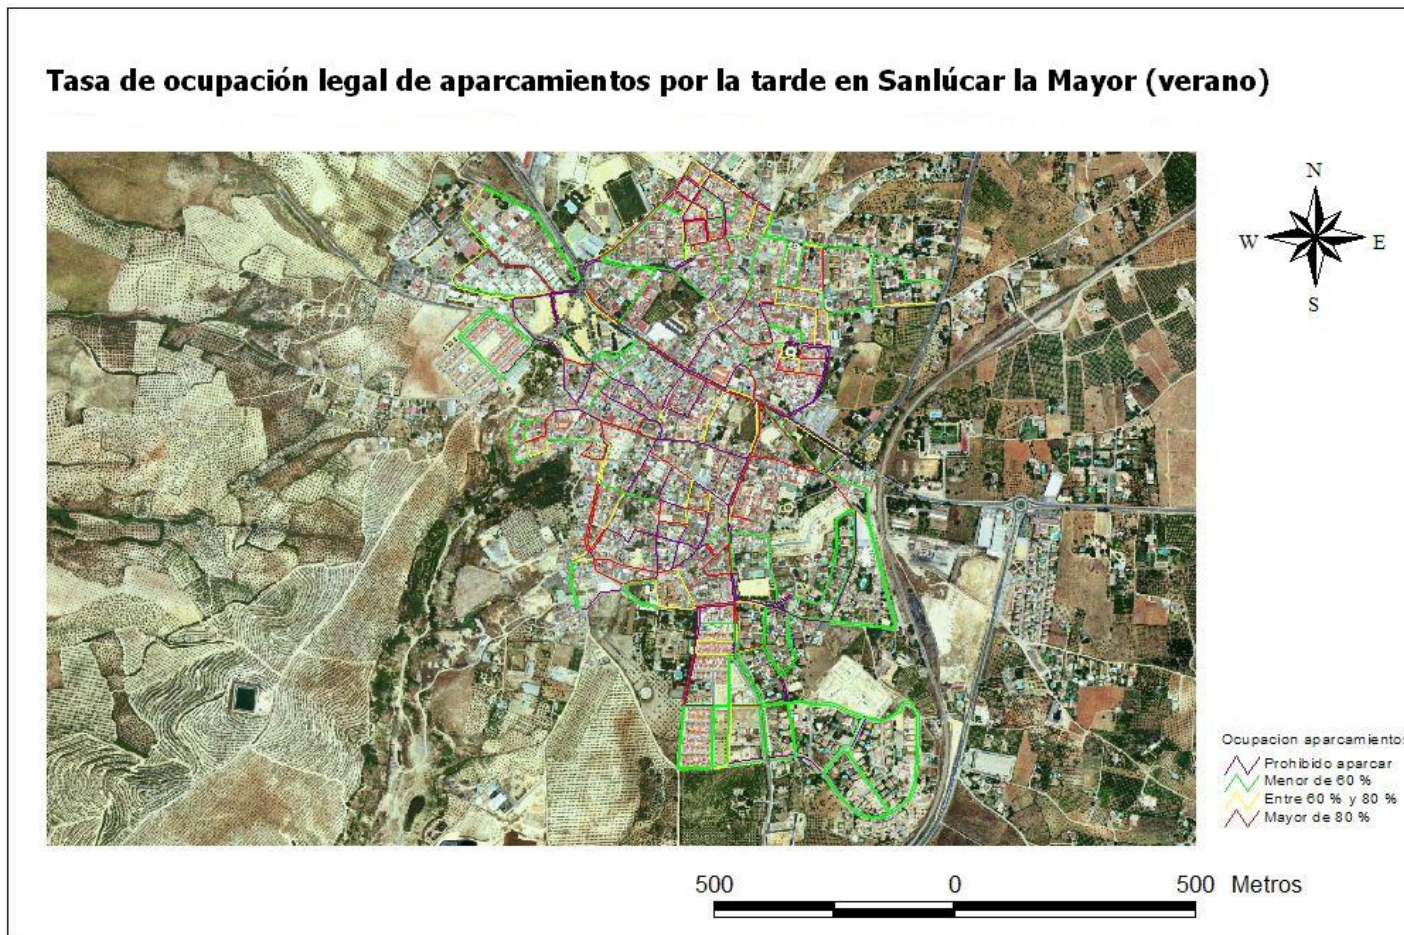 Tasa de ocupación legal de aparcamientos por la tarde en Sanlúcar la Mayor (verano)
N
W E
S
Ocupacion aparcamientos
Prohibido aparcar
Menor de 60 %
Entre 60 % y 80 %
Mayor de 80 %
500 0 500 Metros